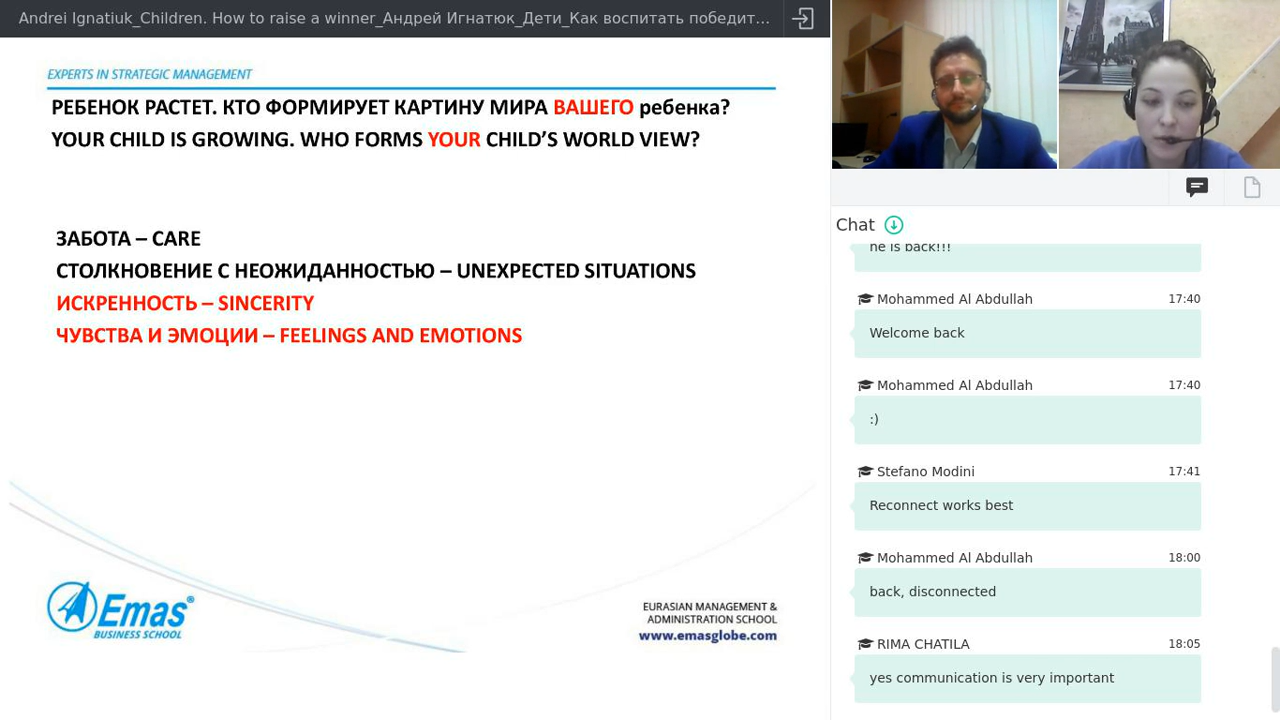 Andrei Ignatiuk_Children. How to raise a winner_Андрей Игнатюк_Дети_Как воспитать победит...
EXPERTS IN STRATEGIC MANAGEMENT
РЕБЕНОК РАСТЕТ. КТО ФОРМИРУЕТ КАРТИНУ МИРА ВАШЕГО ребенка?
YOUR CHILD IS GROWING. WHO FORMS YOUR CHILD’S WORLD VIEW?
ЗАБОТА – CARE
СТОЛКНОВЕНИЕ С НЕОЖИДАННОСТЬЮ – UNEXPECTED SITUATIONS
ИСКРЕННОСТЬ – SINCERITY
ЧУВСТВА И ЭМОЦИИ – FEELINGS AND EMOTIONS
Emas®
BUSINESS SCHOOL
EURASIAN MANAGEMENT &
ADMINISTRATION SCHOOL
www.emasglobe.com
Chat
he is back!!!
Mohammed Al Abdullah 17:40
Welcome back
Mohammed Al Abdullah 17:40
:)
Stefano Modini 17:41
Reconnect works best
Mohammed Al Abdullah 18:00
back, disconnected
RIMA CHATILA 18:05
yes communication is very important